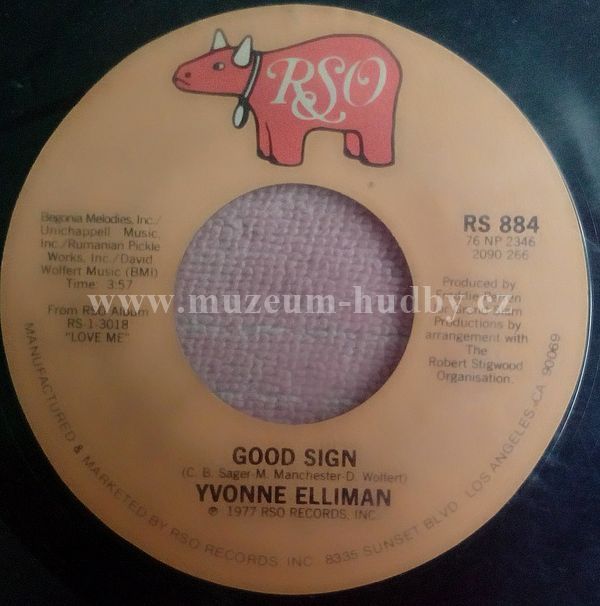 RSO
RS 884
76 NP 2346
2090 266
Begonia Melodies, Inc./
Unichappell Music,
Inc./Rumanian Pickle
Works, Inc./David
Wolfert Music (BMI)
Time: 3:57
From RSO Album
RS-1-3018
"LOVE ME"
Produced by
Freddie Perren
Productions by
arrangement with
The
Robert Stigwood
Organisation.
www.muzeum-hudby.cz
GOOD SIGN
(C. B. Sager-M. Manchester-D. Wolfert)
YVONNE ELLIMAN
℗ 1977 RSO RECORDS, INC.
MANUFACTURED & MARKETED BY RSO RECORDS, INC. 8335 SUNSET BLVD LOS ANGELES, CA. 90069